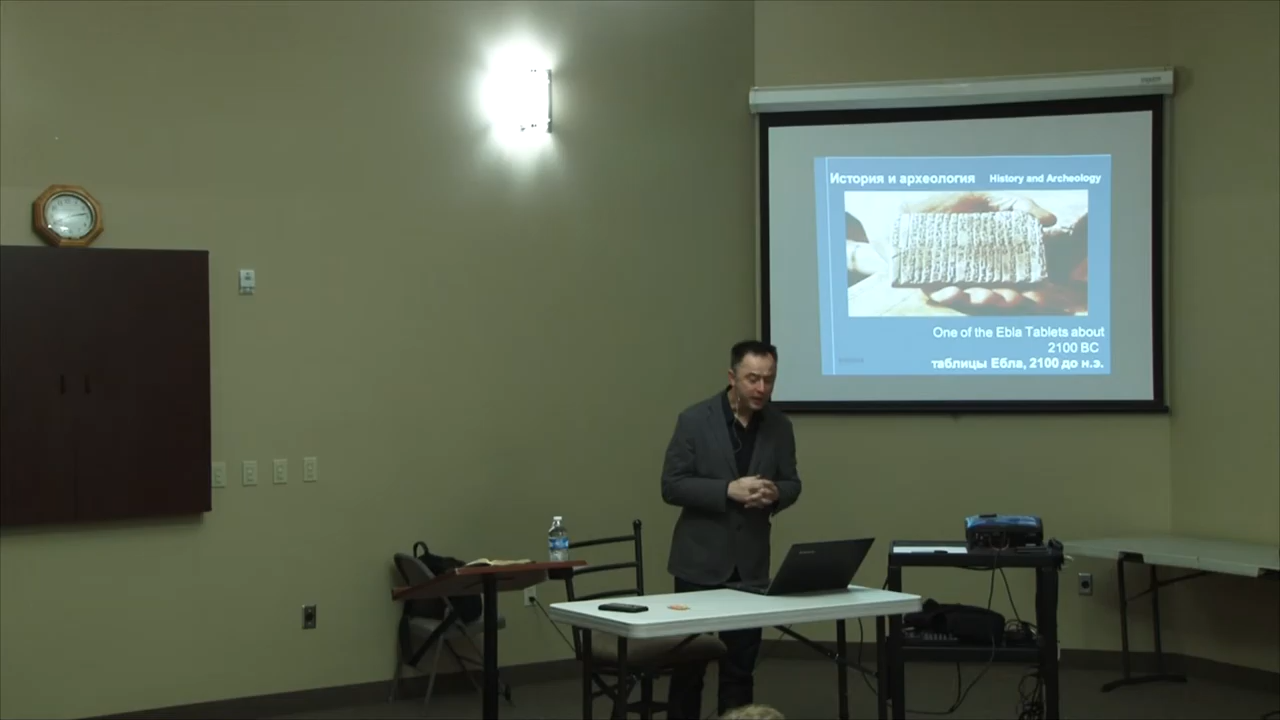 История и археология History and Archeology
One of the Ebla Tablets about
2100 BC
таблицы Ебла, 2100 до н.э.